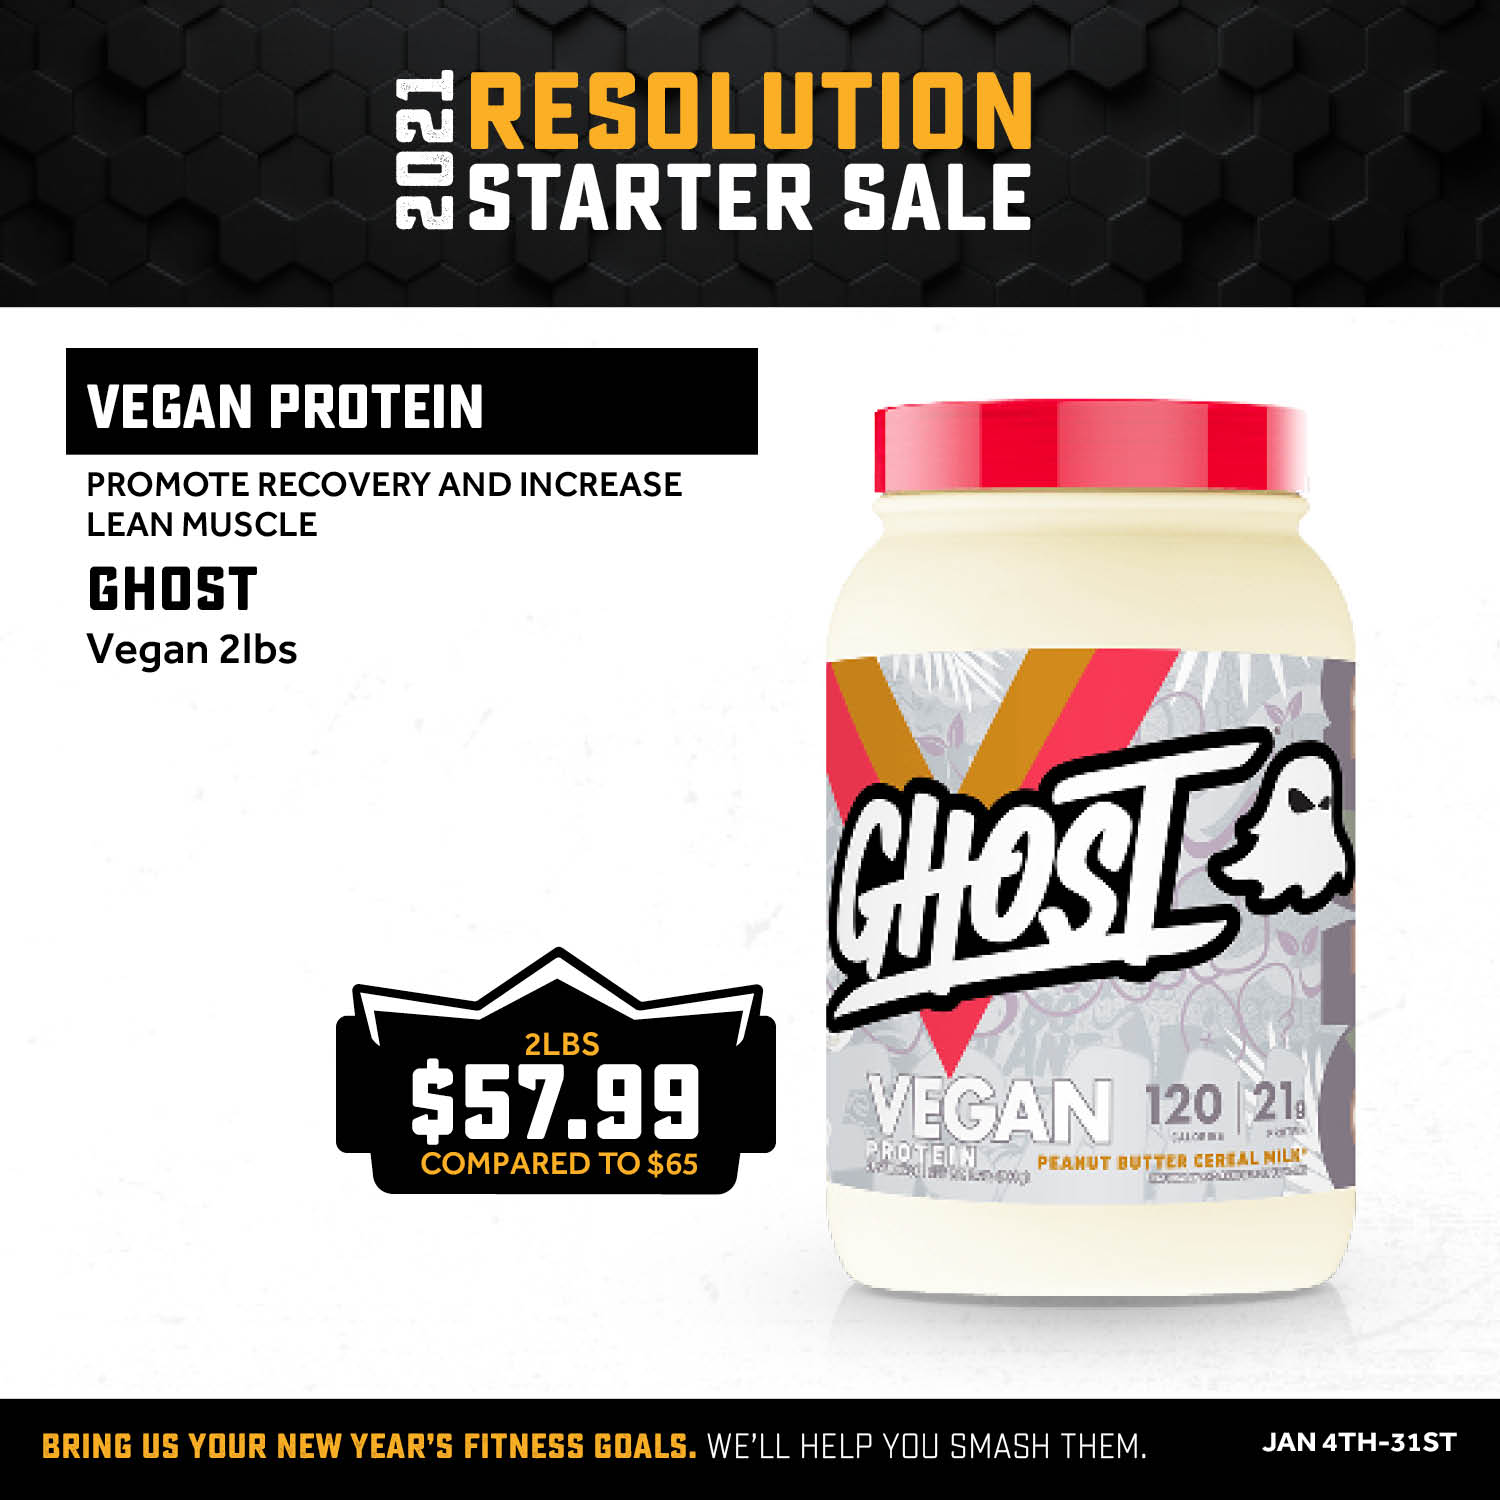 2021
RESOLUTION
STARTER SALE
VEGAN PROTEIN
PROMOTE RECOVERY AND INCREASE
LEAN MUSCLE
GHOST
Vegan 2lbs
2LBS
$57.99
COMPARED TO $65
GHOST
VEGAN
PROTEIN
120 | 21g
CALORIES
PEANUT BUTTER CEREAL MILK
BRING US YOUR NEW YEAR'S FITNESS GOALS. WE'LL HELP YOU SMASH THEM.
JAN 4TH-31ST